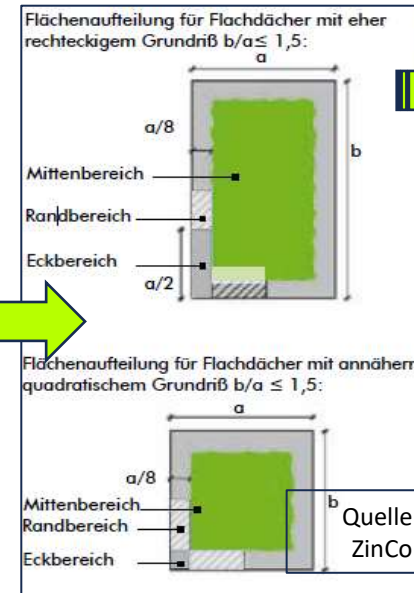 Flächenaufteilung für Flachdächer mit eher
rechteckigem Grundriß b/a≤ 1,5:
a
a/8
b
Mittenbereich
Randbereich
Eckbereich
a/2
Flächenaufteilung für Flachdächer mit annähern
quadratischem Grundriß b/a ≤ 1,5:
a
a/8
Mittenbereich
b
Randbereich
Eckbereich
Quelle
ZinCo